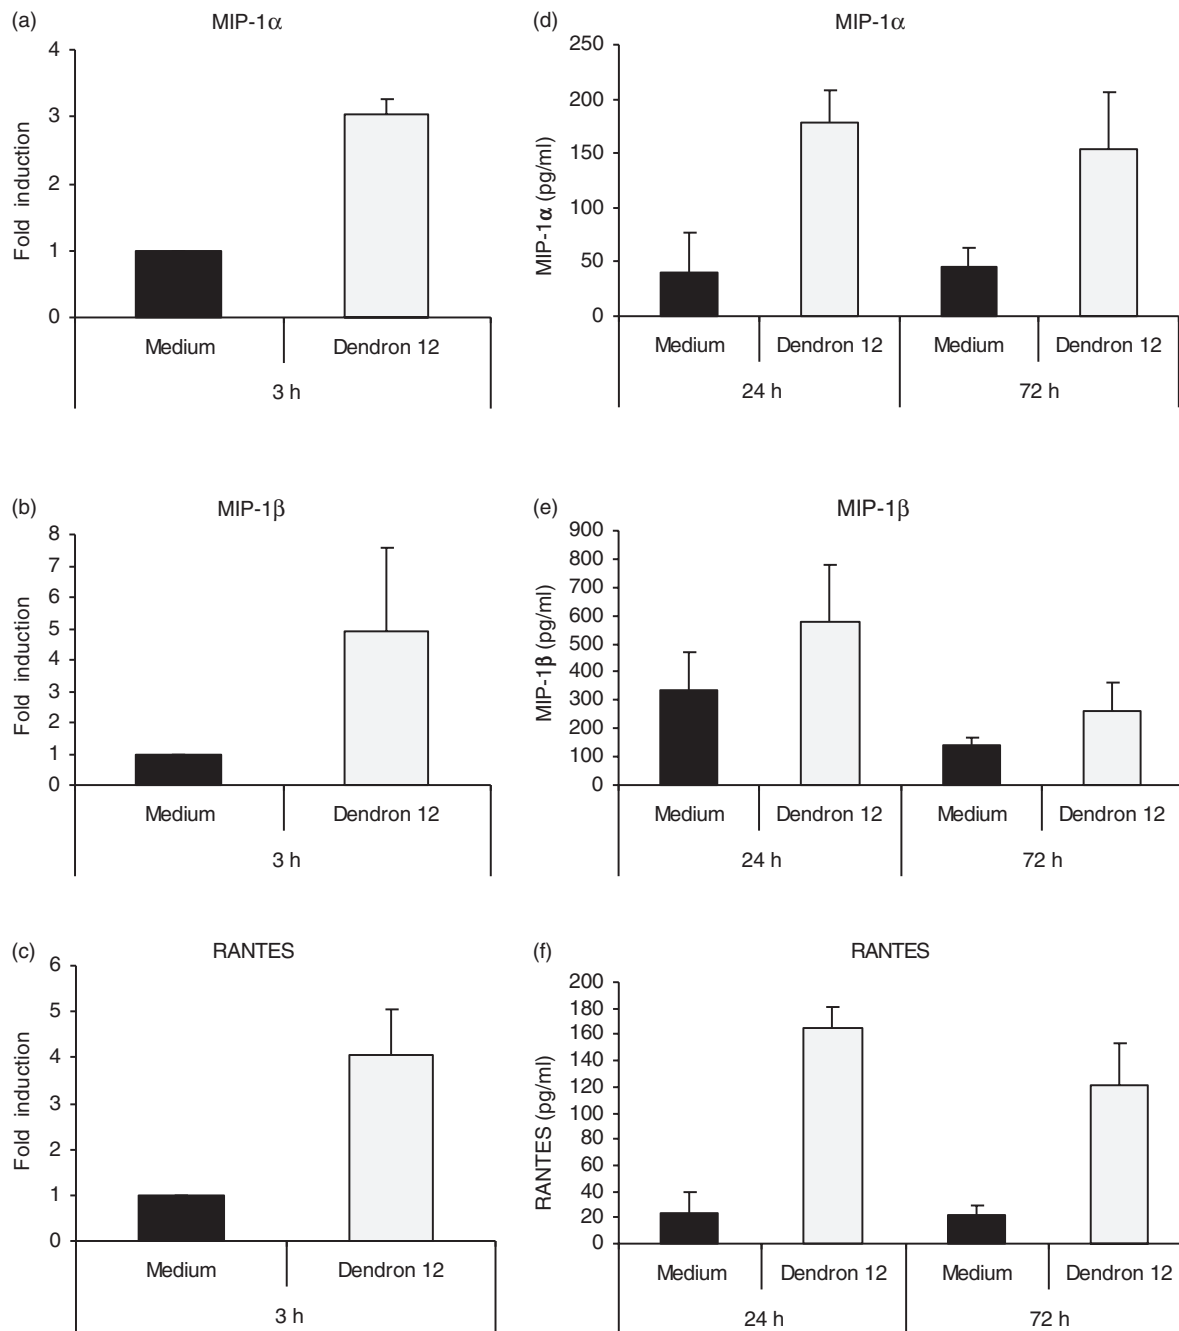 (a)
MIP-1α
4
3
2
1
0
Fold induction
Medium
Dendron 12
3 h
(d)
MIP-1α
250
200
150
100
50
0
MIP-1α (pg/ml)
Medium
Dendron 12
Medium
Dendron 12
24 h
72 h
(b)
MIP-1β
8
7
6
5
4
3
2
1
0
Fold induction
Medium
Dendron 12
3 h
(e)
MIP-1β
900
800
700
600
500
400
300
200
100
0
MIP-1β (pg/ml)
Medium
Dendron 12
Medium
Dendron 12
24 h
72 h
(c)
RANTES
6
5
4
3
2
1
0
Fold induction
Medium
Dendron 12
3 h
(f)
RANTES
200
180
160
140
120
100
80
60
40
20
0
RANTES (pg/ml)
Medium
Dendron 12
Medium
Dendron 12
24 h
72 h